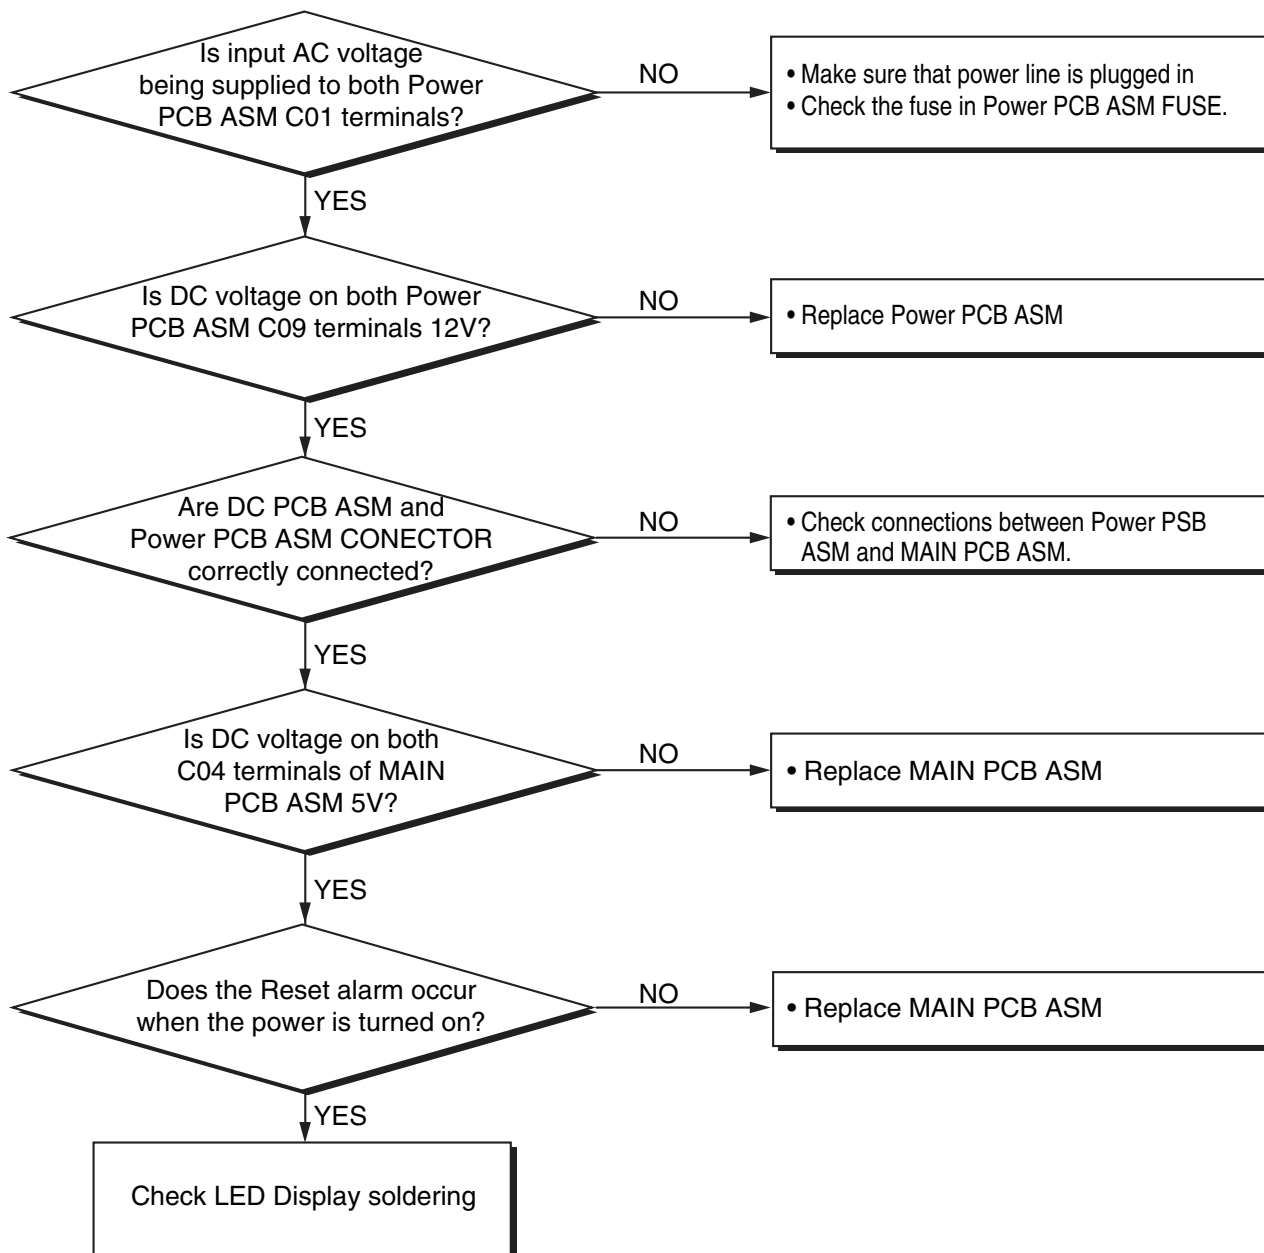 Is input AC voltage
being supplied to both Power
PCB ASM C01 terminals?
NO
• Make sure that power line is plugged in
• Check the fuse in Power PCB ASM FUSE.
YES
Is DC voltage on both Power
PCB ASM C09 terminals 12V?
NO
• Replace Power PCB ASM
YES
Are DC PCB ASM and
Power PCB ASM CONECTOR
correctly connected?
NO
• Check connections between Power PSB
ASM and MAIN PCB ASM.
YES
Is DC voltage on both
C04 terminals of MAIN
PCB ASM 5V?
NO
• Replace MAIN PCB ASM
YES
Does the Reset alarm occur
when the power is turned on?
NO
• Replace MAIN PCB ASM
YES
Check LED Display soldering